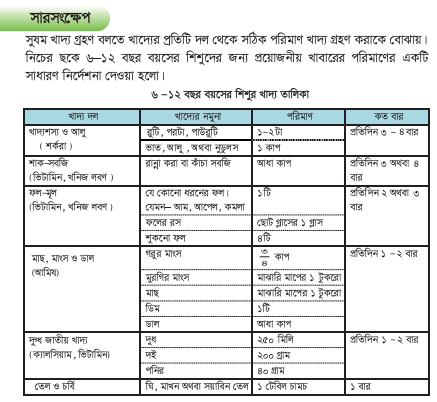 সারসংক্ষেপ
সুষম খাদ্য গ্রহণ বলতে খাদ্যের প্রতিটি দল থেকে সঠিক পরিমাণ খাদ্য গ্রহণ করাকে বোঝায়।
নিচের ছকে ৬–১২ বছর বয়সের শিশুদের জন্য প্রয়োজনীয় খাবারের পরিমাণের একটি
সাধারণ নির্দেশনা দেওয়া হলো।
৬ –১২ বছর বয়সের শিশুর খাদ্য তালিকা
খাদ্য দল খাদ্যের নমুনা পরিমাণ কত বার
খাদ্যশস্য ও আলু রুটি, পরটা, পাউরুটি ১–২টা প্রতিদিন ৩ – ৪ বার
( শর্করা ) ভাত, আলু , অথবা নুডুলস ১ কাপ
শাক-সবজি রান্না করা বা কাঁচা সবজি আধা কাপ প্রতিদিন ৩ অথবা ৪
(ভিটামিন, খনিজ লবণ ) বার
ফল-মূল যে কোনো ধরনের ফল। ১টি প্রতিদিন ২ অথবা ৩
(ভিটামিন, খনিজ লবণ ) যেমন– আম, আপেল, কমলা বার
ফলের রস ছোট গ্লাসের ১ গ্লাস
শুকনো ফল ৪টি
মাছ, মাংস ও ডাল গরুর মাংস ৩/৪ কাপ প্রতিদিন ১ – ২ বার
(আমিষ) মুরগির মাংস মাঝারি মাপের ১ টুকরো
মাছ মাঝারি মাপের ১ টুকরো
ডিম ১টি
ডাল আধা কাপ
দুগ্ধ জাতীয় খাদ্য দুধ ২৫০ মিলি প্রতিদিন ১ – ২ বার
(ক্যালসিয়াম, ভিটামিন) দই ২০০ গ্রাম
পনির ৪০ গ্রাম
তেল ও চর্বি ঘি, মাখন অথবা সয়াবিন তেল ১ টেবিল চামচ ১ বার